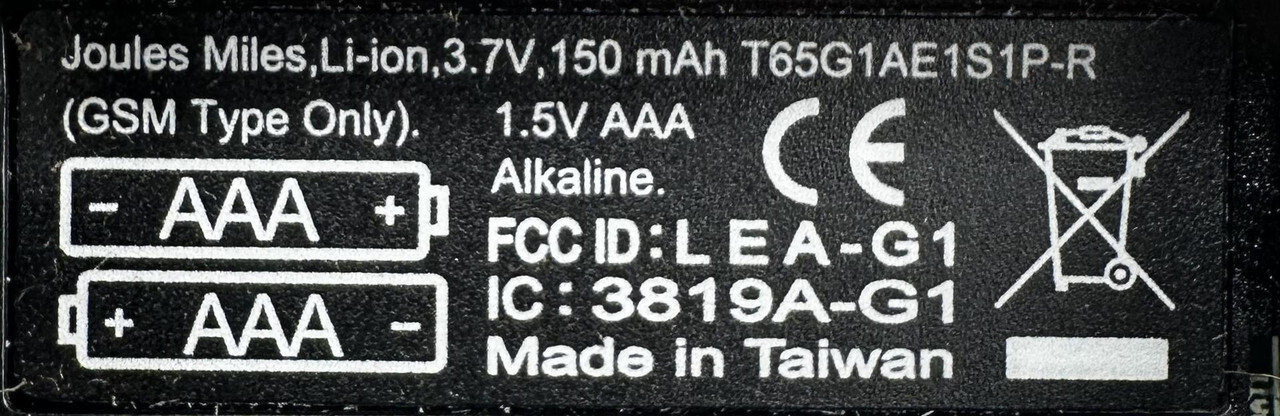 Joules Miles,Li-ion,3.7V,150 mAh T65G1AE1S1P-R
(GSM Type Only).
1.5V AAA
Alkaline.
CE
- AAA +
+ AAA -
FCC ID:LEA-G1
IC:3819A-G1
Made in Taiwan